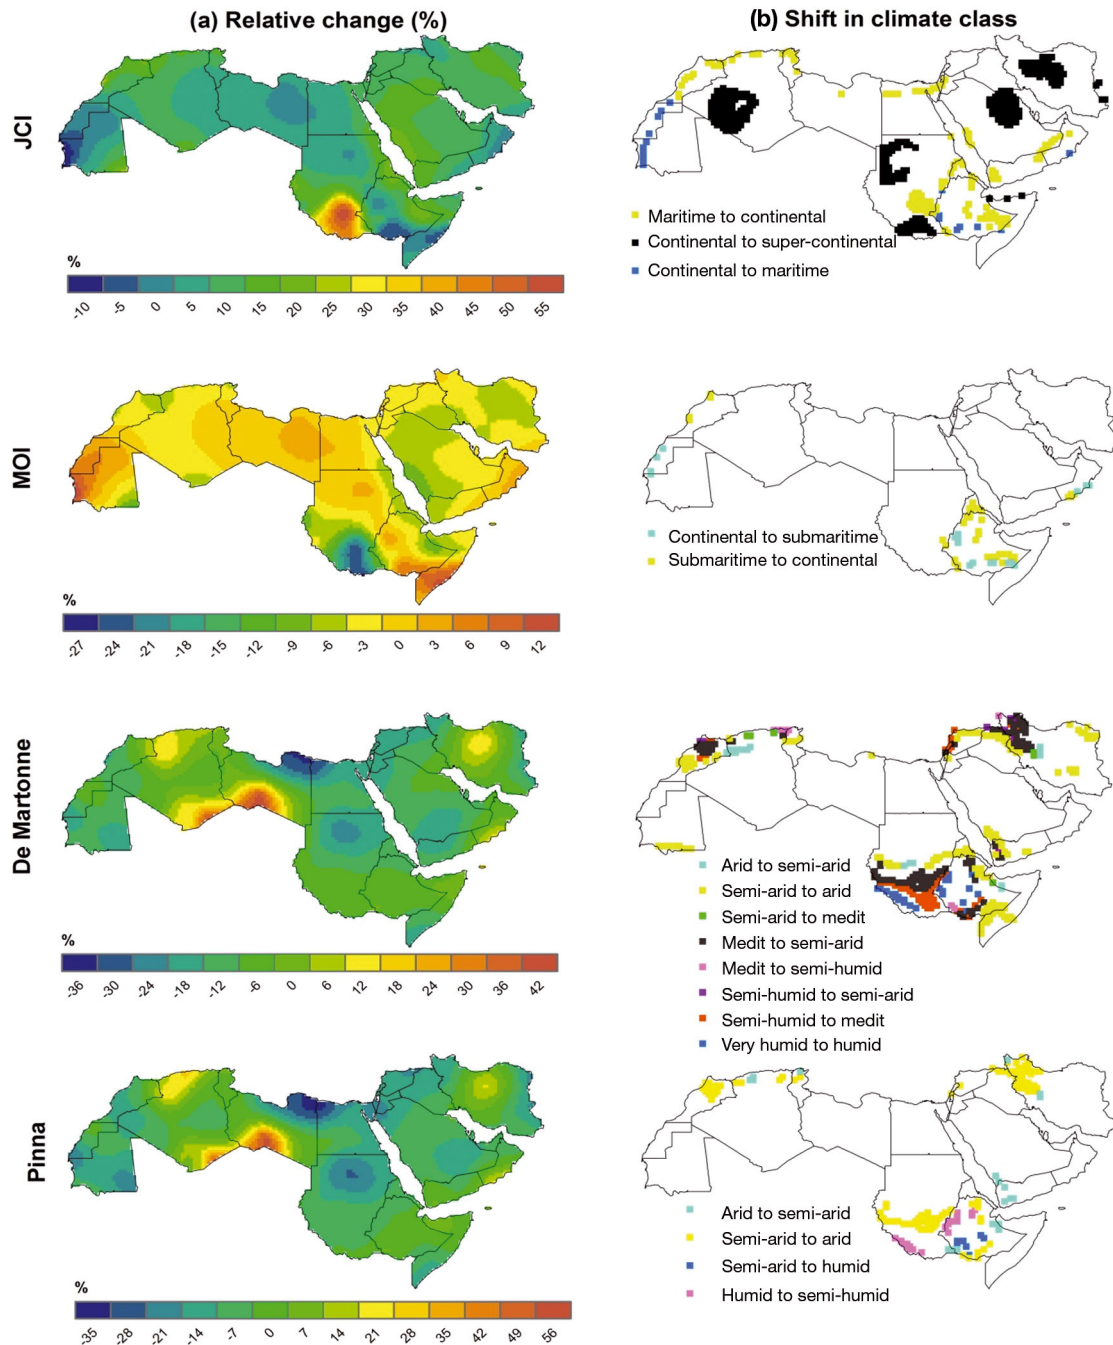 (a) Relative change (%)
(b) Shift in climate class
JCI
Maritime to continental
Continental to super-continental
Continental to maritime
%
-10 -5 0 5 10 15 20 25 30 35 40 45 50 55
MOI
Continental to submaritime
Submaritime to continental
%
-27 -24 -21 -18 -15 -12 -9 -6 -3 0 3 6 9 12
De Martonne
Arid to semi-arid
Semi-arid to arid
Semi-arid to medit
Medit to semi-arid
Medit to semi-humid
Semi-humid to semi-arid
Semi-humid to medit
Very humid to humid
%
-36 -30 -24 -18 -12 -6 0 6 12 18 24 30 36 42
Pinna
Arid to semi-arid
Semi-arid to arid
Semi-arid to humid
Humid to semi-humid
%
-35 -28 -21 -14 -7 0 7 14 21 28 35 42 49 56